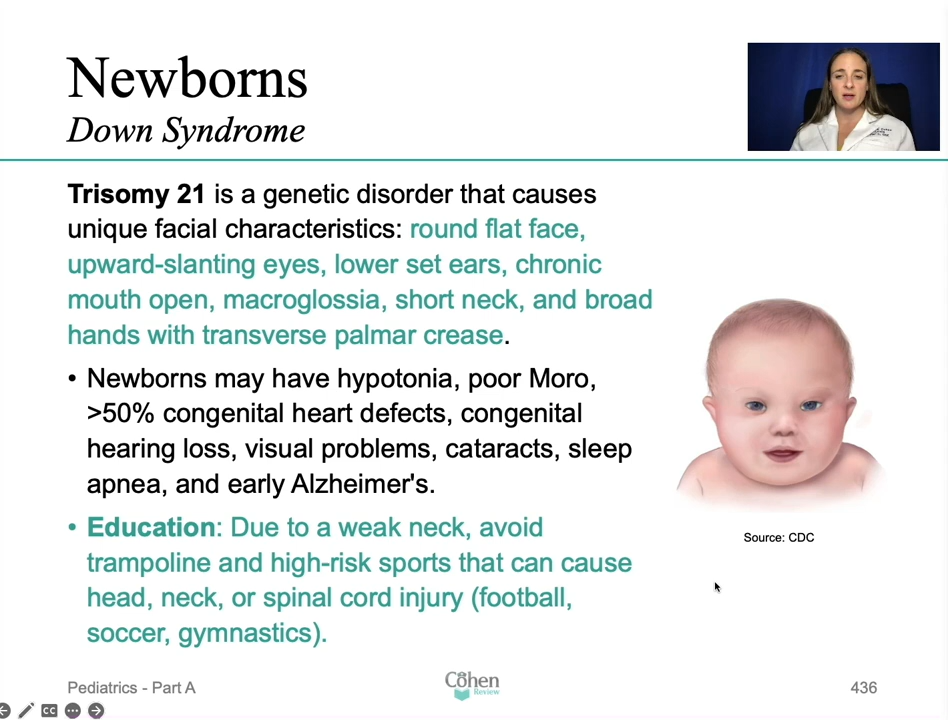 Newborns
Down Syndrome
Trisomy 21 is a genetic disorder that causes
unique facial characteristics: round flat face,
upward-slanting eyes, lower set ears, chronic
mouth open, macroglossia, short neck, and broad
hands with transverse palmar crease.
• Newborns may have hypotonia, poor Moro,
>50% congenital heart defects, congenital
hearing loss, visual problems, cataracts, sleep
apnea, and early Alzheimer's.
• Education: Due to a weak neck, avoid
trampoline and high-risk sports that can cause
head, neck, or spinal cord injury (football,
soccer, gymnastics).
Source: CDC
Pediatrics - Part A
Cohen
Review
436
CC